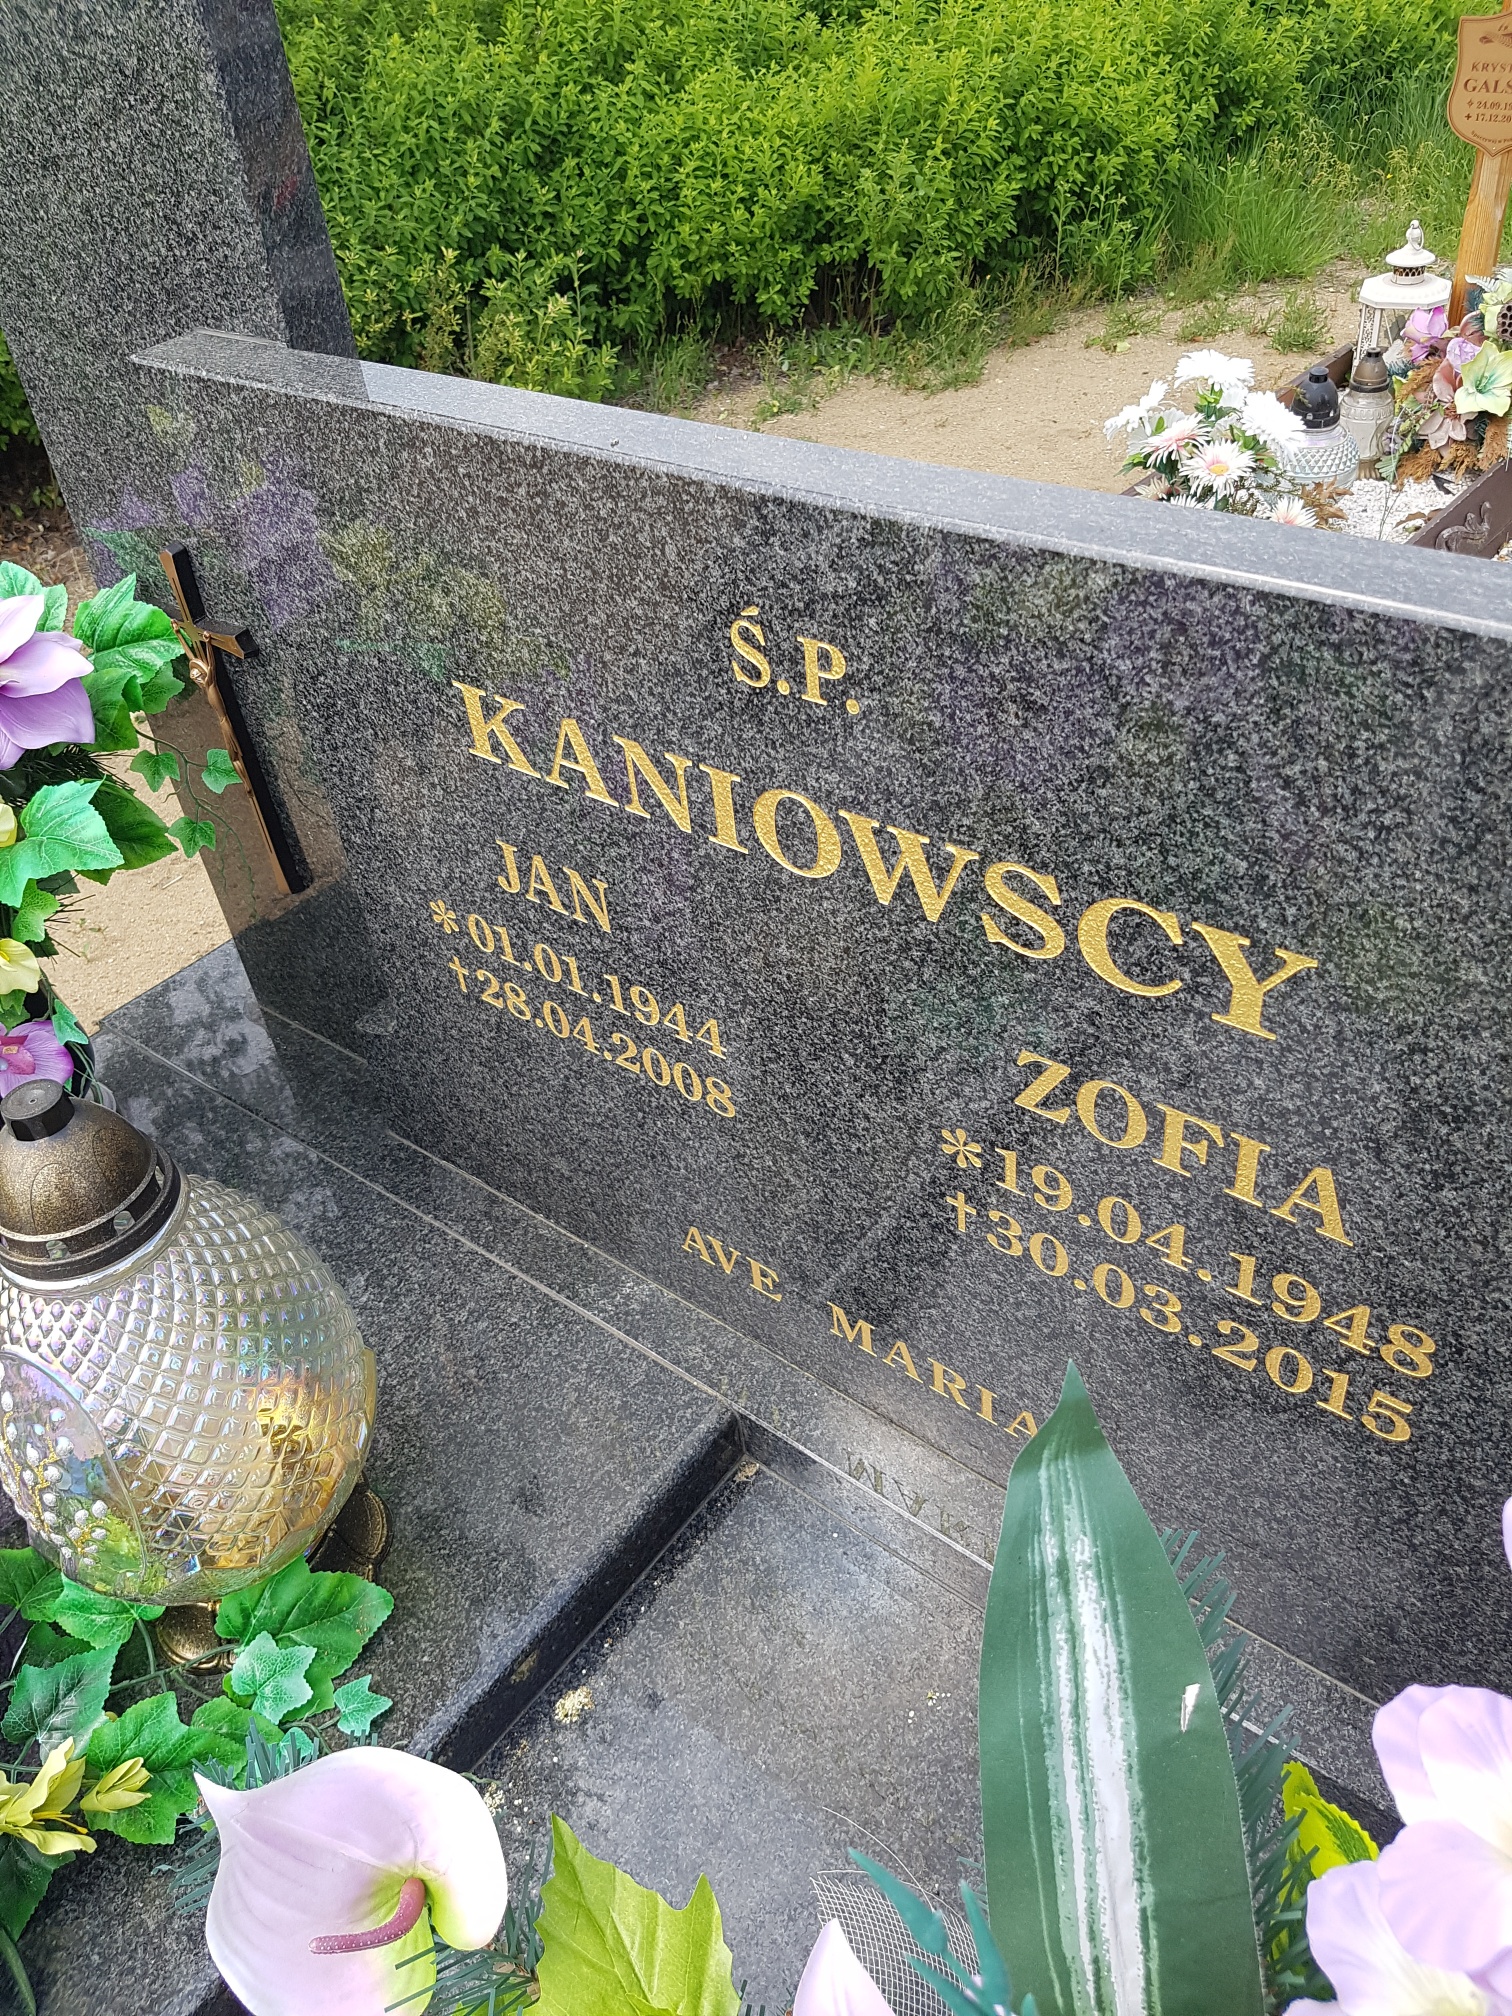 Ś.P.
KANIOWSCY
JAN
*01.01.1944
†28.04.2008
ZOFIA
*19.04.1948
†30.03.2015
AVE MARIA